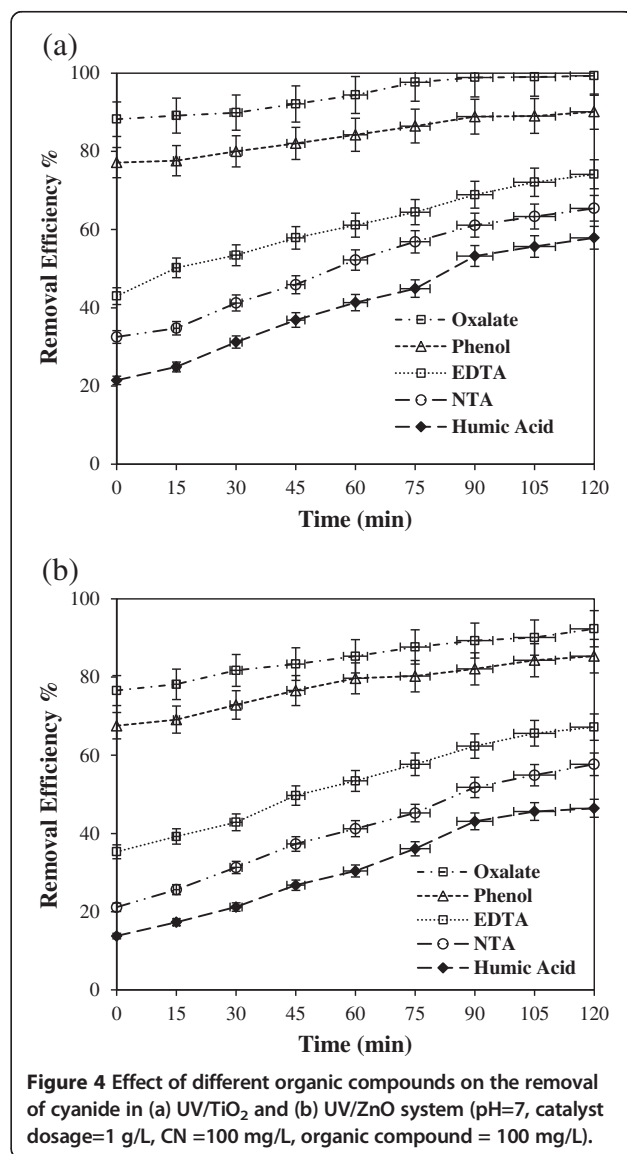 (a)
100
80
60
40
20
0
Removal Efficiency %
Oxalate
Phenol
EDTA
NTA
Humic Acid
0 15 30 45 60 75 90 105 120
Time (min)
(b)
100
80
60
40
20
0
Removal Efficiency %
Oxalate
Phenol
EDTA
NTA
Humic Acid
0 15 30 45 60 75 90 105 120
Time (min)
Figure 4 Effect of different organic compounds on the removal
of cyanide in (a) UV/TiO₂ and (b) UV/ZnO system (pH=7, catalyst
dosage=1 g/L, CN =100 mg/L, organic compound = 100 mg/L).